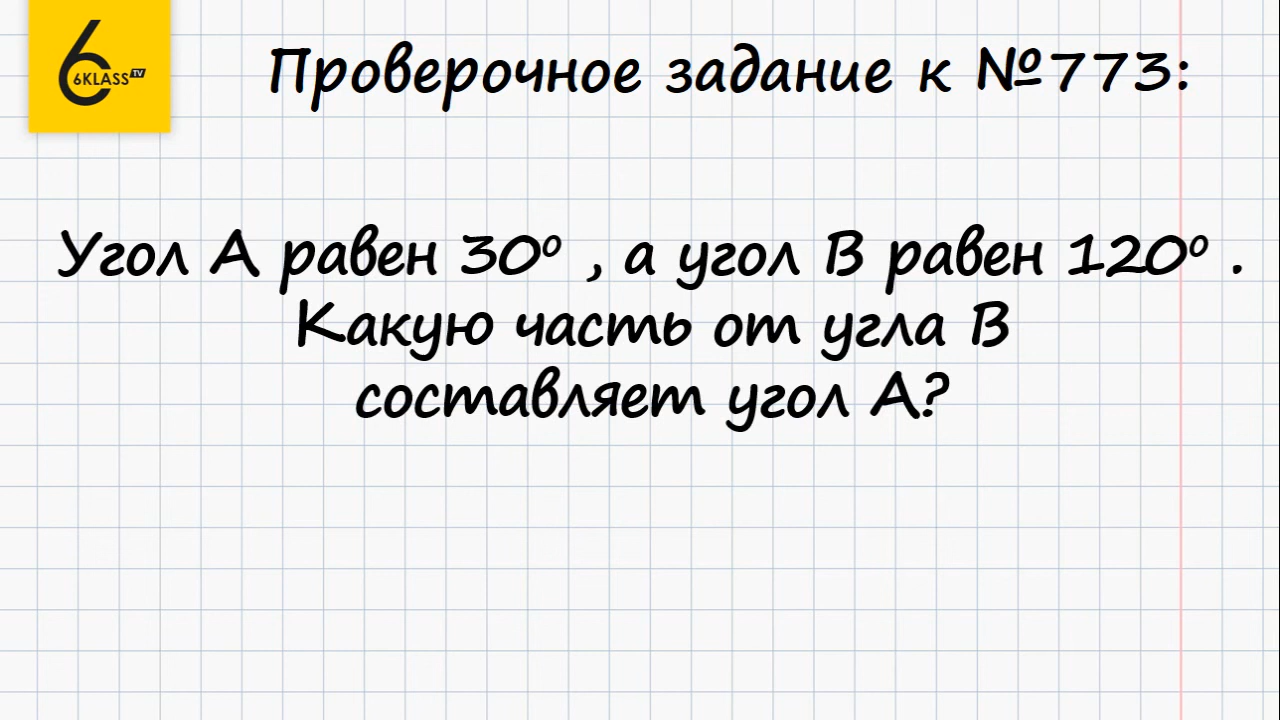 6KLASS TV
Проверочное задание к №773:
Угол А равен 30° , а угол В равен 120° .
Какую часть от угла В
составляет угол А?